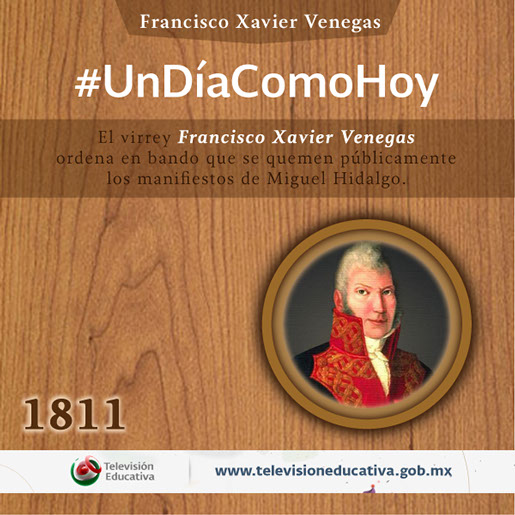 Francisco Xavier Venegas
#UnDíaComoHoy
El virrey Francisco Xavier Venegas
ordena en bando que se quemen públicamente
los manifiestos de Miguel Hidalgo.
1811
Televisión
Educativa
www.televisioneducativa.gob.mx